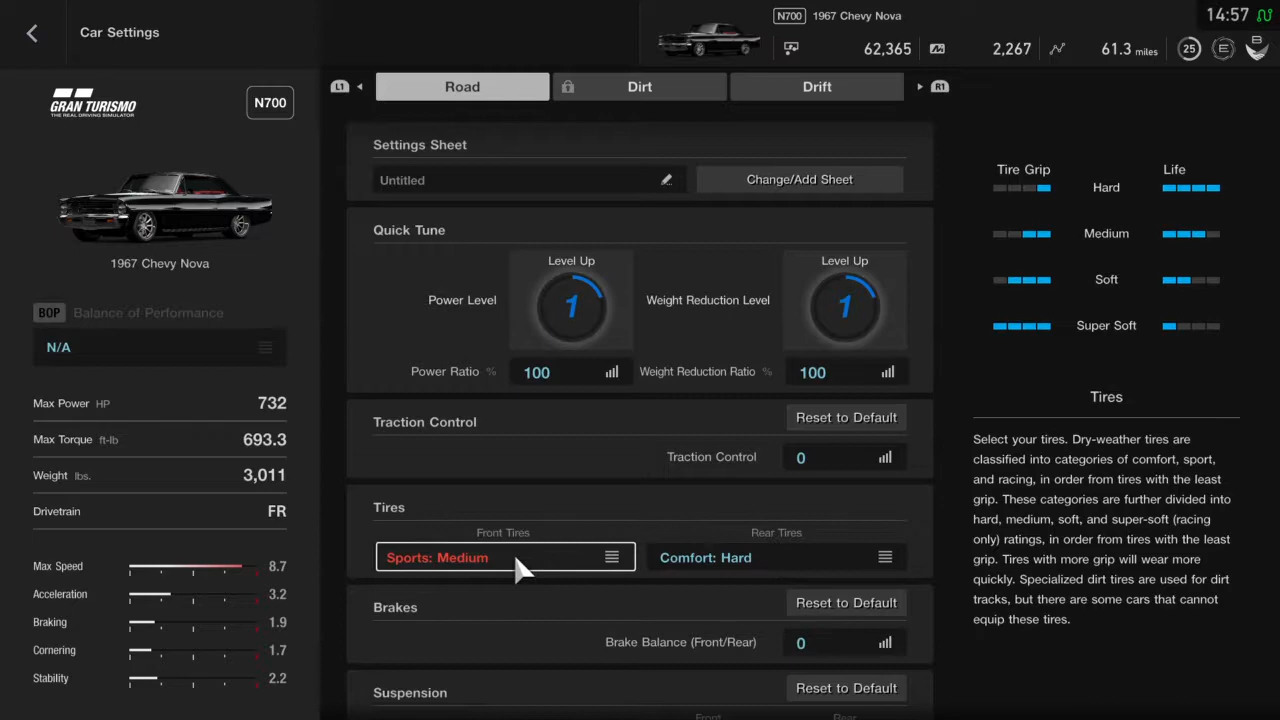 Car Settings
N700
1967 Chevy Nova
62,365
2,267
61.3 miles
25
E
B
14:57
GRAN TURISMO
THE REAL DRIVING SIMULATOR
N700
1967 Chevy Nova
BOP
Balance of Performance
N/A
Max Power HP
732
Max Torque ft-lb
693.3
Weight lbs.
3,011
Drivetrain
FR
Max Speed
8.7
Acceleration
3.2
Braking
1.9
Cornering
1.7
Stability
2.2
L1
Road
Dirt
Drift
R1
Settings Sheet
Untitled
Change/Add Sheet
Quick Tune
Power Level
Level Up
1
Weight Reduction Level
Level Up
1
Power Ratio %
100
Weight Reduction Ratio %
100
Traction Control
Reset to Default
Traction Control
0
Tires
Front Tires
Rear Tires
Sports: Medium
Comfort: Hard
Brakes
Reset to Default
Brake Balance (Front/Rear)
0
Suspension
Reset to Default
Front
Rear
Tire Grip
Life
Hard
Medium
Soft
Super Soft
Tires
Select your tires. Dry-weather tires are
classified into categories of comfort, sport,
and racing, in order from tires with the least
grip. These categories are further divided into
hard, medium, soft, and super-soft (racing
only) ratings, in order from tires with the least
grip. Tires with more grip will wear more
quickly. Specialized dirt tires are used for dirt
tracks, but there are some cars that cannot
equip these tires.